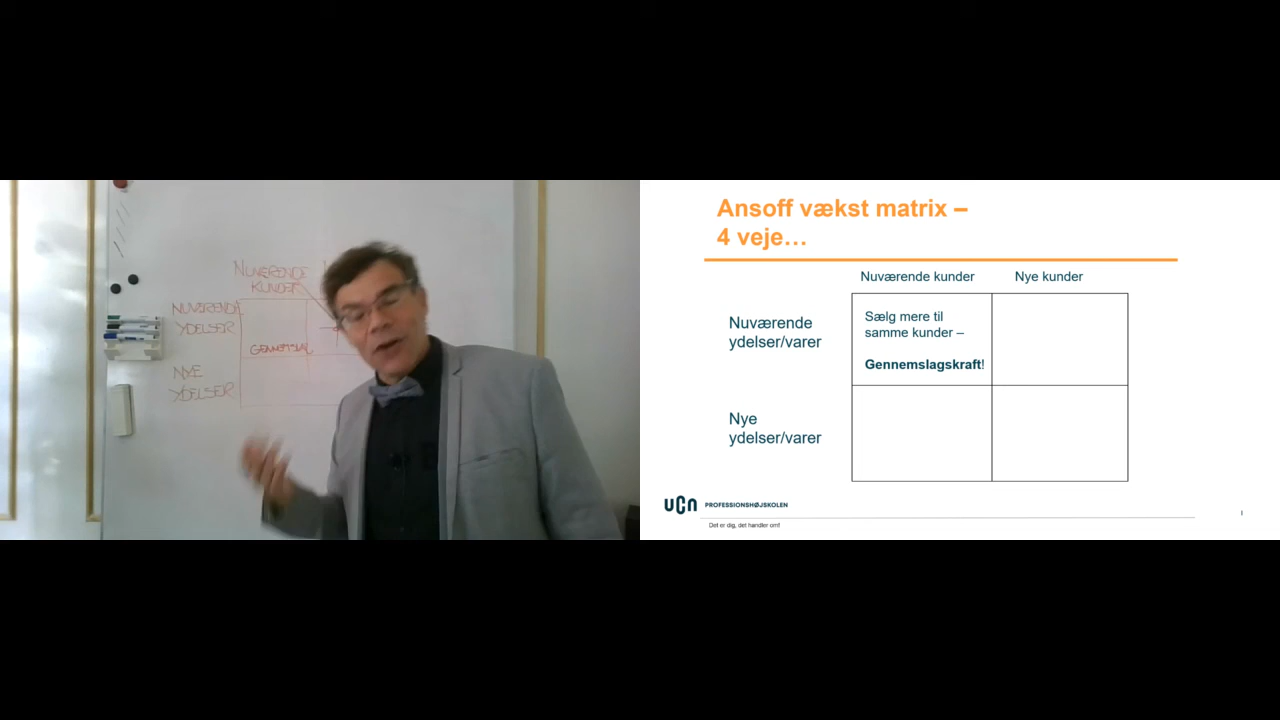 NUVÆRENDE
KUNDER
NUVÆRENDE
YDELSER
NYE
YDELSER
Ansoff vækst matrix –
4 veje…
Nuværende kunder
Nye kunder
Nuværende
ydelser/varer
Sælg mere til
samme kunder –
Gennemslagskraft!
Nye
ydelser/varer
UCN PROFESSIONSHØJSKOLEN
Det er dig, det handler om!